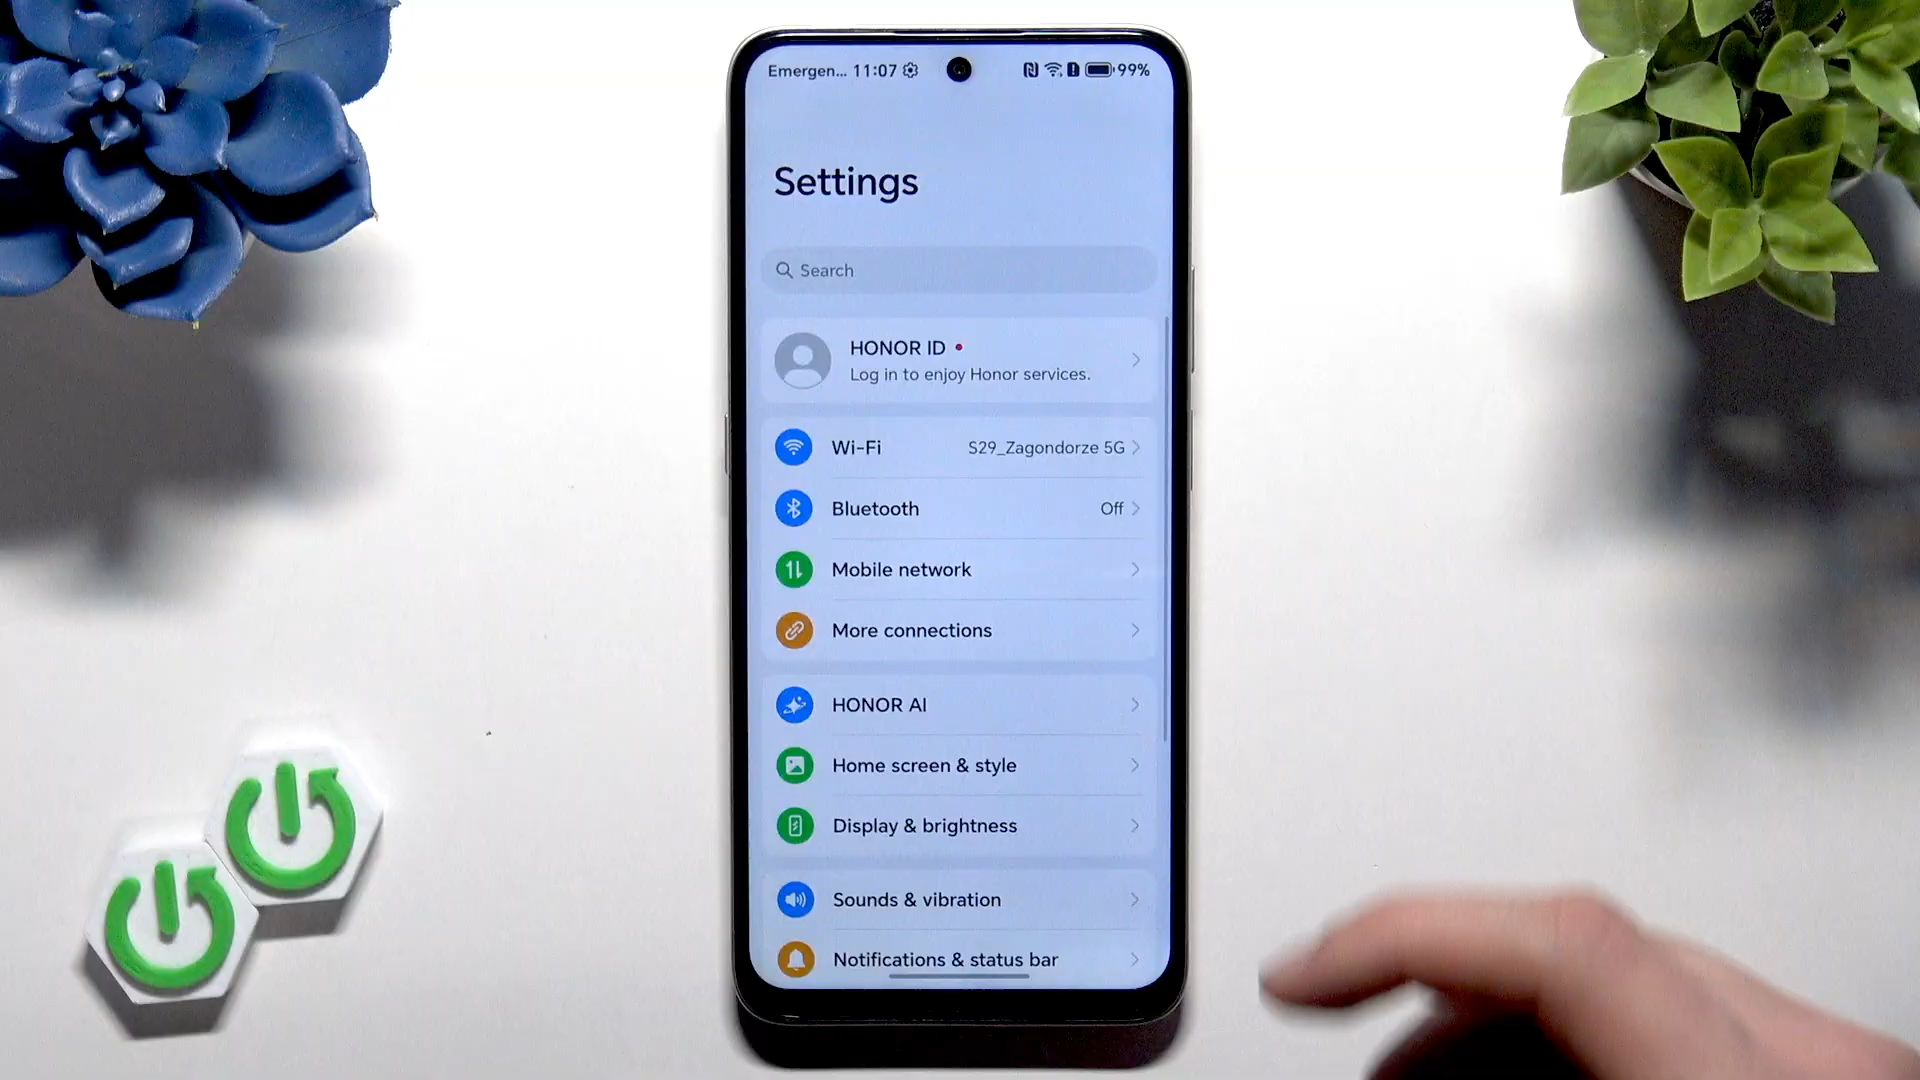 Emergen... 11:07 99%
Settings
Search
HONOR ID
Log in to enjoy Honor services.
Wi-Fi S29_Zagondorze 5G
Bluetooth Off
Mobile network
More connections
HONOR AI
Home screen & style
Display & brightness
Sounds & vibration
Notifications & status bar